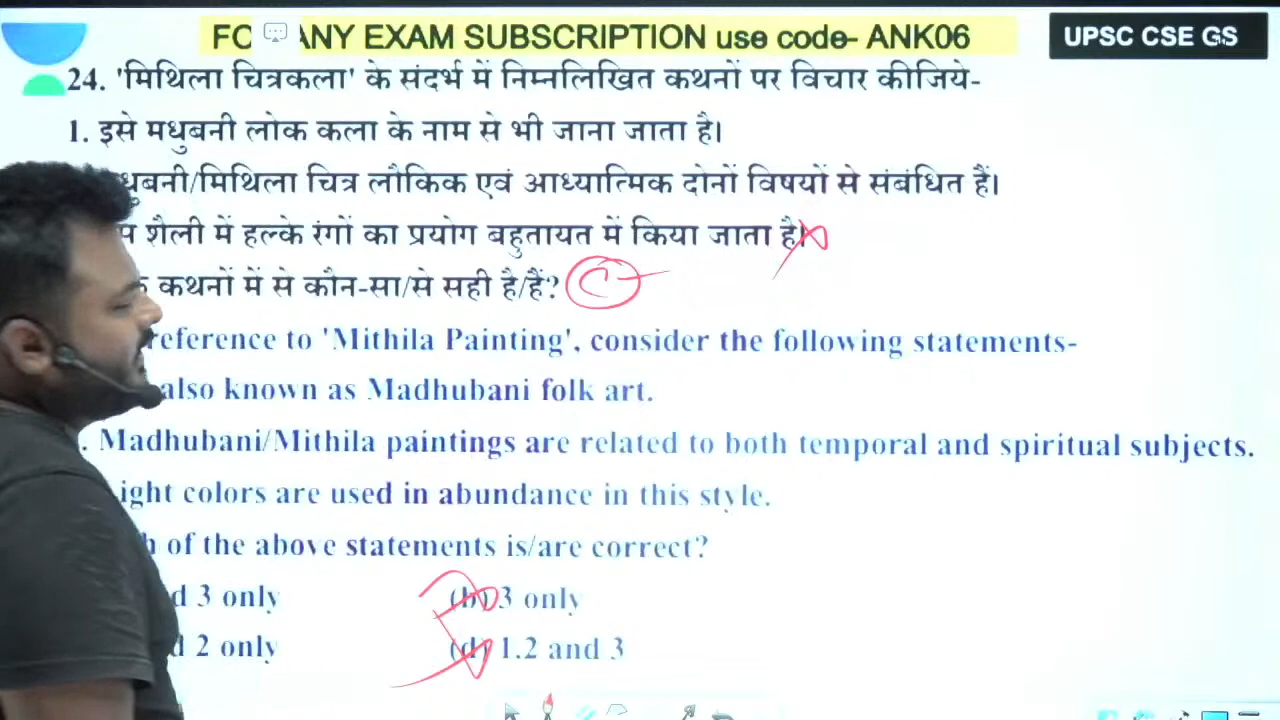 FO ANY EXAM SUBSCRIPTION use code- ANK06
UPSC CSE GS
24. 'मिथिला चित्रकला' के संदर्भ में निम्नलिखित कथनों पर विचार कीजिये-
1. इसे मधुबनी लोक कला के नाम से भी जाना जाता है।
/मिथिला चित्र लौकिक एवं आध्यात्मिक दोनों विषयों से संबंधित हैं।
शैली में हल्के रंगों का प्रयोग बहुतायत में किया जाता है।
कथनों में से कौन-सा/से सही है/हैं?
reference to 'Mithila Painting', consider the following statements-
also known as Madhubani folk art.
. Madhubani/Mithila paintings are related to both temporal and spiritual subjects.
ight colors are used in abundance in this style.
h of the above statements is/are correct?
d 3 only (b) 3 only
d 2 only (d) 1.2 and 3